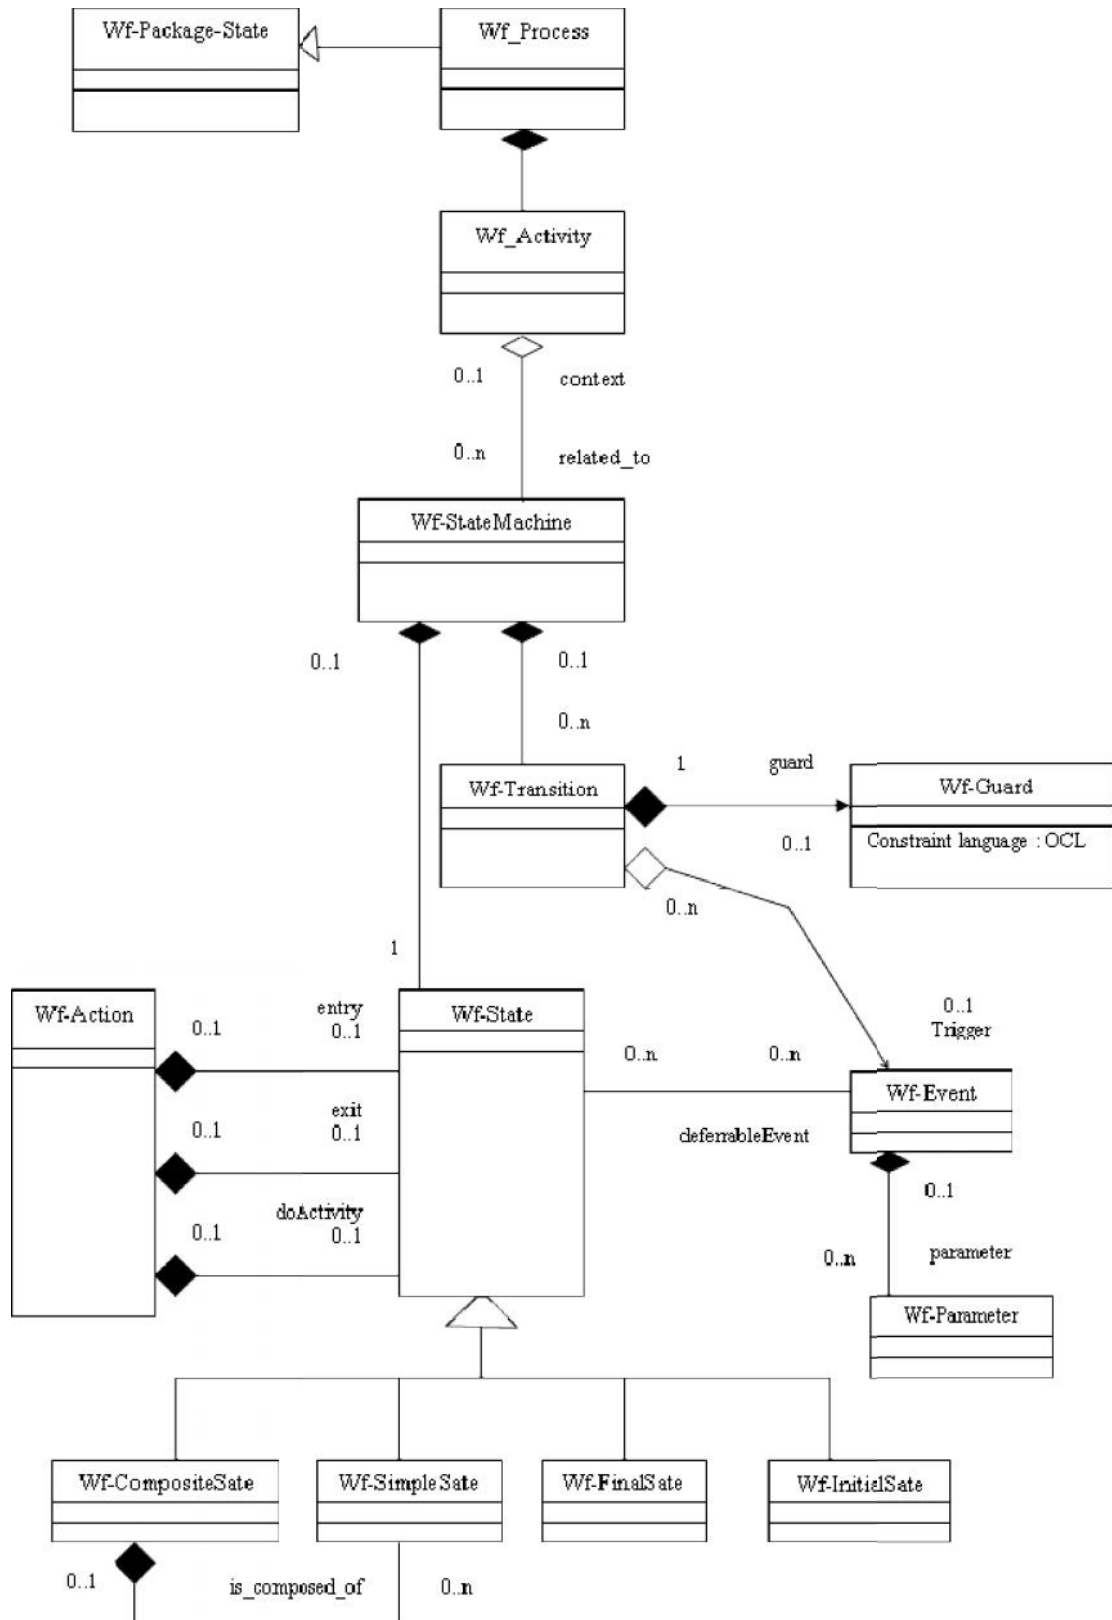 Wf-Package-State
Wf_Process
Wf_Activity
0..1
context
0..n
related_to
Wf-StateMachine
0..1
0..1
0..n
Wf-Transition
1
guard
Wf-Guard
0..1
Constraint language : OCL
0..n
1
Wf-Action
entry
0..1
0..1
Wf-State
0..1
Trigger
0..n
0..n
Wf-Event
exit
0..1
0..1
deferrableEvent
0..1
doActivity
0..1
0..1
0..n
parameter
Wf-Parameter
Wf-CompositeSate
Wf-SimpleSate
Wf-FinalSate
Wf-InitialSate
0..1
is_composed_of
0..n